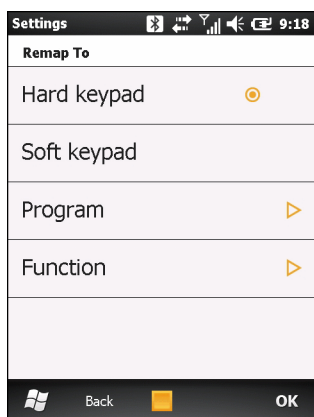 Settings 9:18
Remap To
Hard keypad
Soft keypad
Program
Function
Back OK